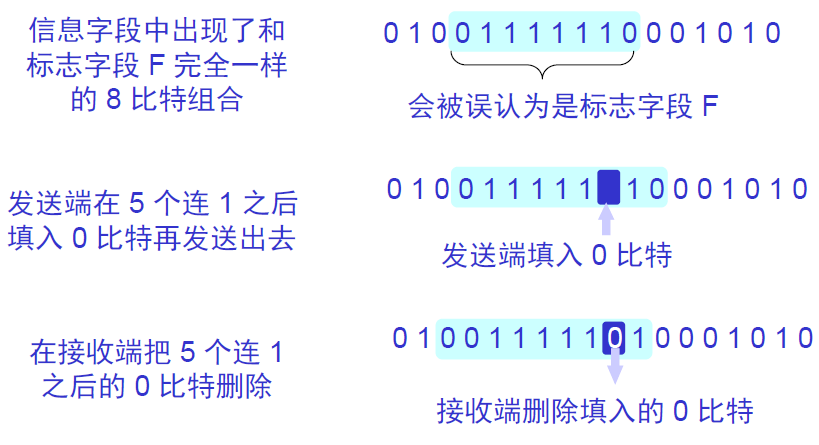 信息字段中出现了和
标志字段 F 完全一样
的 8 比特组合
0 1 0 0 1 1 1 1 1 1 0 0 0 1 0 1 0
会被误认为是标志字段 F
发送端在 5 个连 1 之后
填入 0 比特再发送出去
0 1 0 0 1 1 1 1 1 1 0 0 0 1 0 1 0
发送端填入 0 比特
在接收端把 5 个连 1
之后的 0 比特删除
0 1 0 0 1 1 1 1 1 0 1 0 0 0 1 0 1 0
接收端删除填入的 0 比特